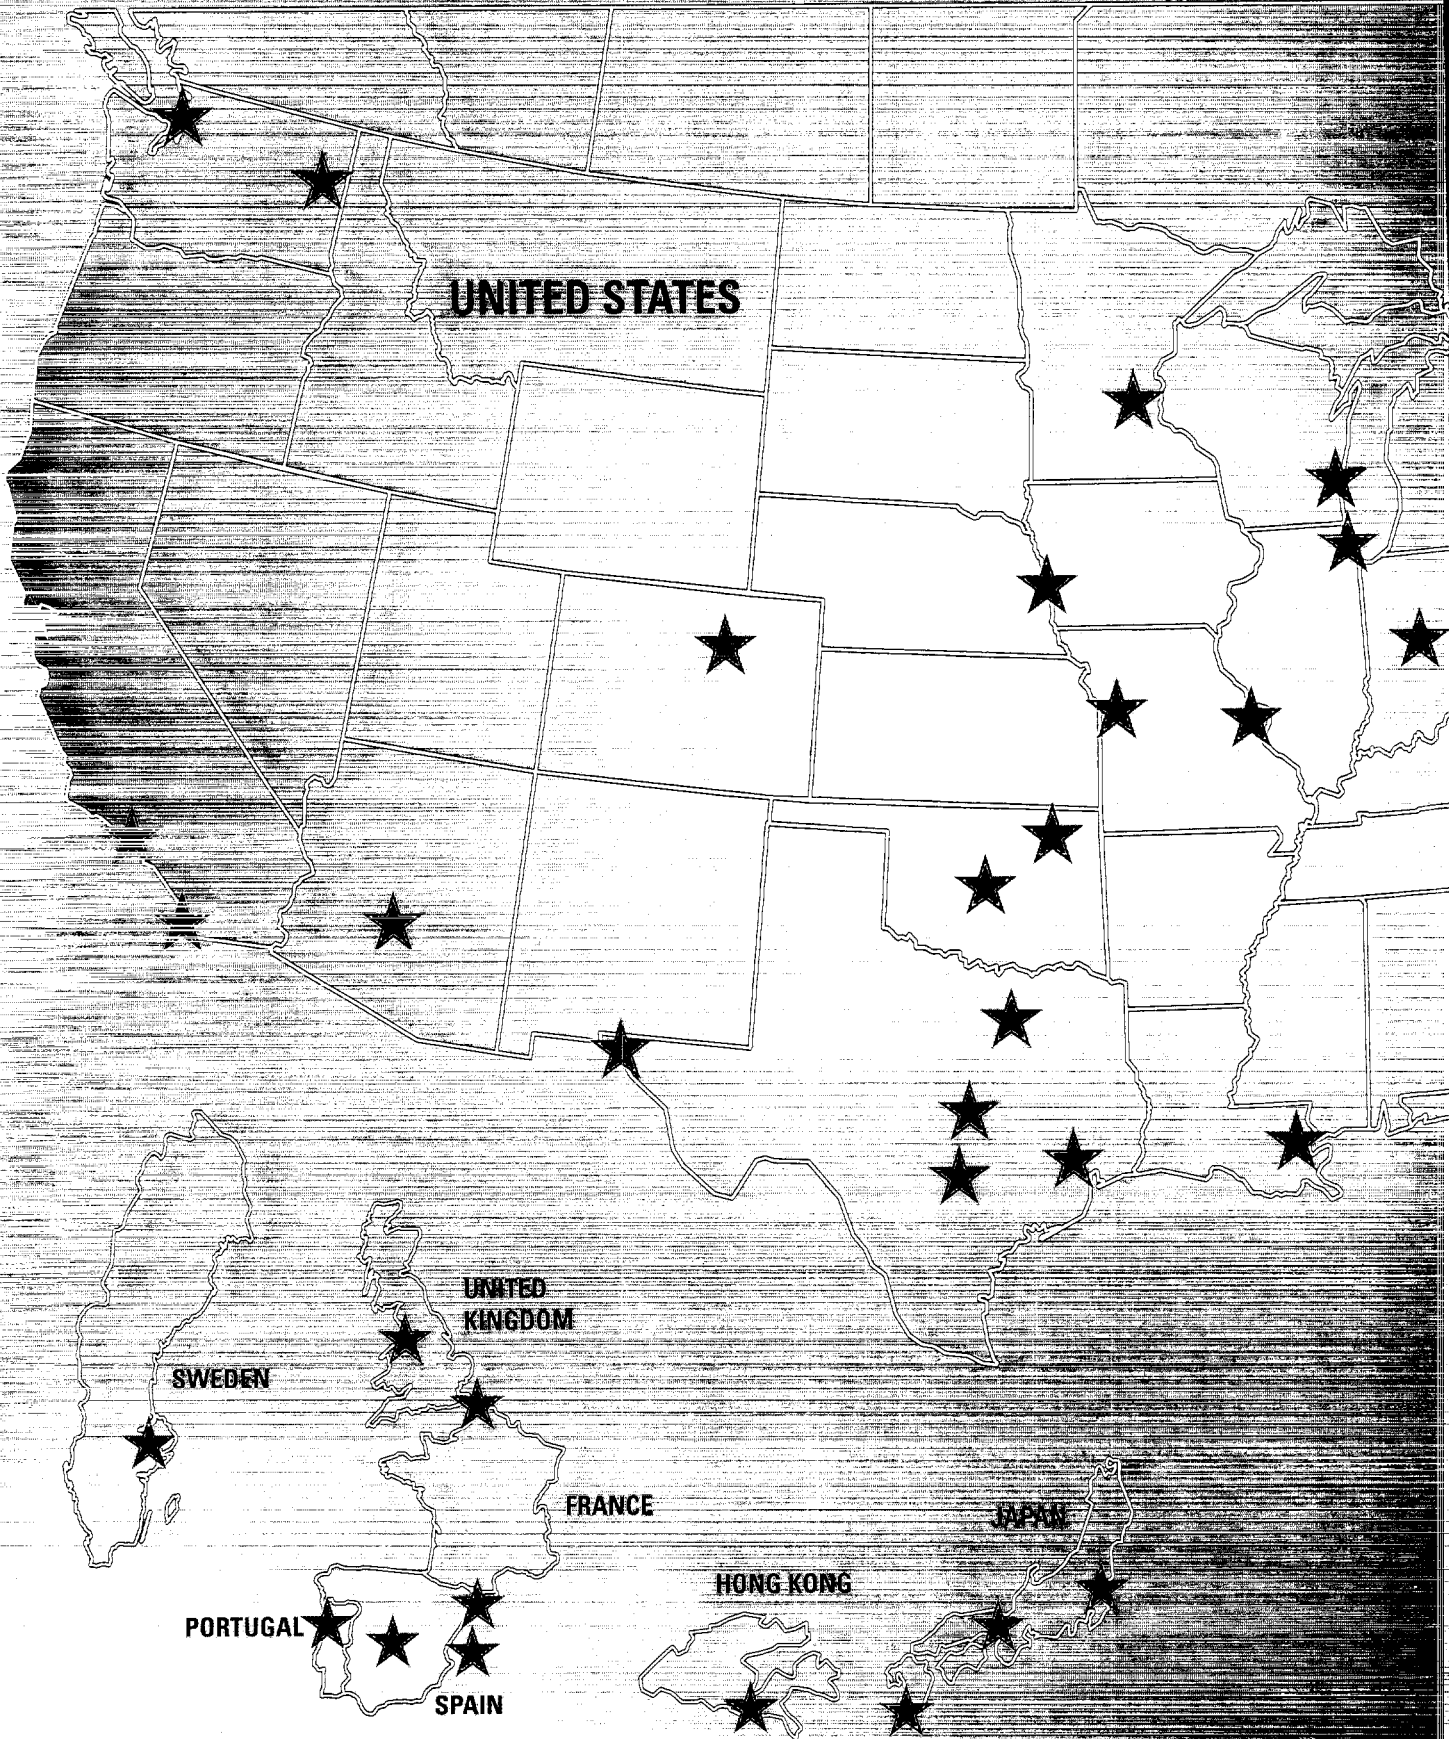 UNITED STATES
UNITED
KINGDOM
SWEDEN
FRANCE
JAPAN
HONG KONG
PORTUGAL
SPAIN